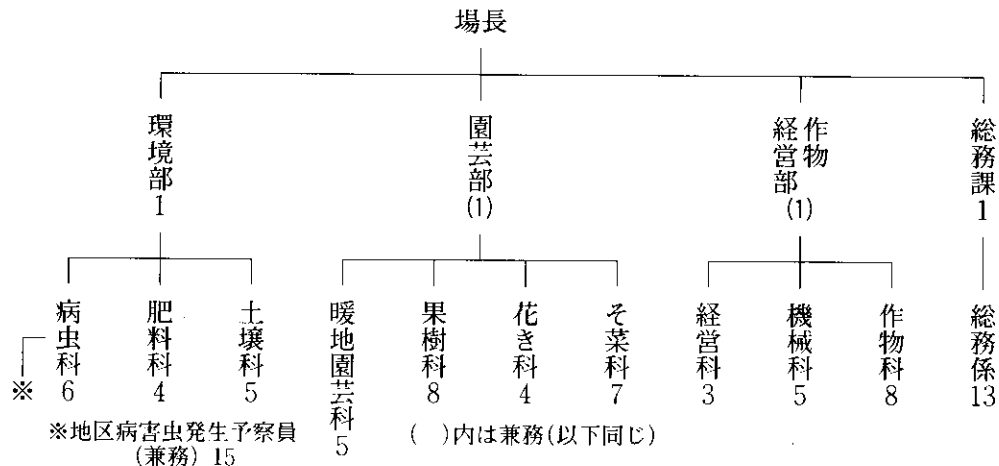 場長
総務課1
作物経営部(1)
園芸部(1)
環境部1
総務係13
作物科8
機械科5
経営科3
そ菜科7
花き科4
果樹科8
暖地園芸科5
土壌科5
肥料科4
病虫科6
※
※地区病害虫発生予察員
(兼務) 15
( )内は兼務(以下同じ)